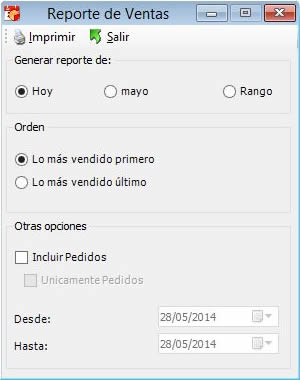 Reporte de Ventas
Imprimir Salir
Generar reporte de:
Hoy mayo Rango
Orden
Lo más vendido primero
Lo más vendido último
Otras opciones
Incluir Pedidos
Unicamente Pedidos
Desde: 28/05/2014
Hasta: 28/05/2014